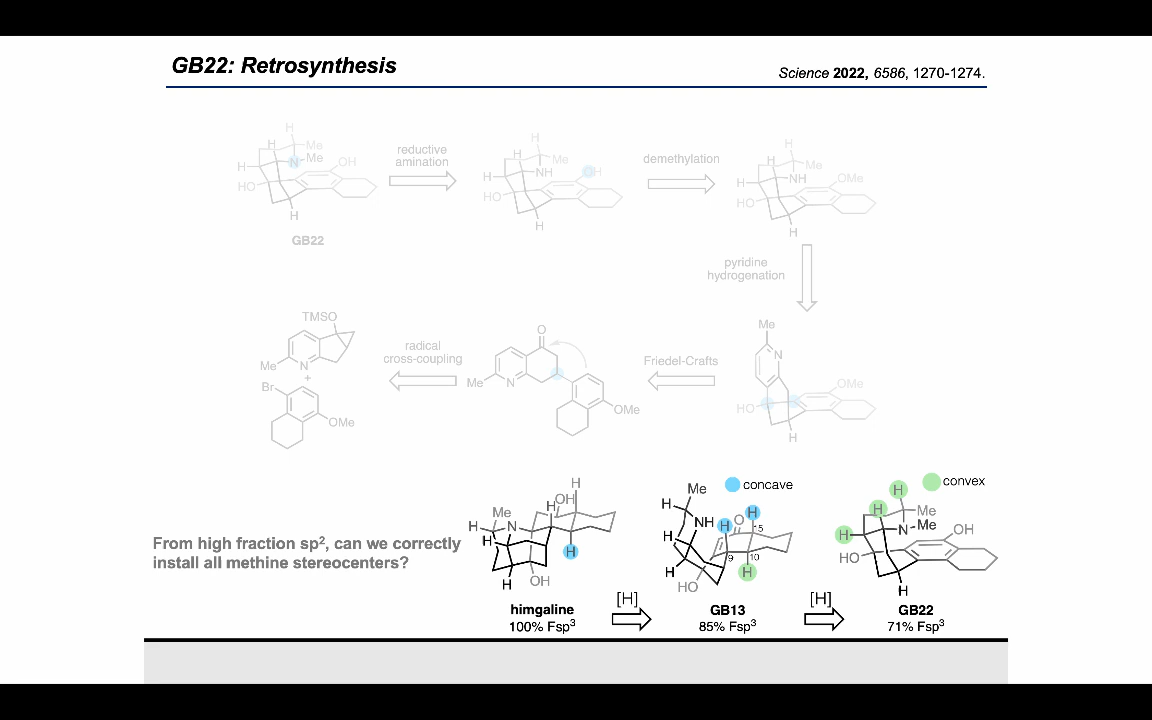 GB22: Retrosynthesis
Science 2022, 6586, 1270-1274.
H
H
Me
H
N
Me
OH
HO
H
GB22
reductive
amination
H
H
Me
H
NH
OH
HO
H
demethylation
H
H
Me
H
NH
OMe
HO
H
pyridine
hydrogenation
TMSO
Me
N
+
Br
OMe
radical
cross-coupling
O
Me
N
OMe
Friedel-Crafts
Me
N
OMe
HO
H
From high fraction sp2, can we correctly
install all methine stereocenters?
H
OH
H
Me
H
N
H
H
H
OH
himgaline
100% Fsp3
[H]
concave
Me
H
NH
H
O
H
15
H
9
10
H
H
HO
GB13
85% Fsp3
[H]
convex
H
H
Me
H
N
Me
OH
HO
H
GB22
71% Fsp3